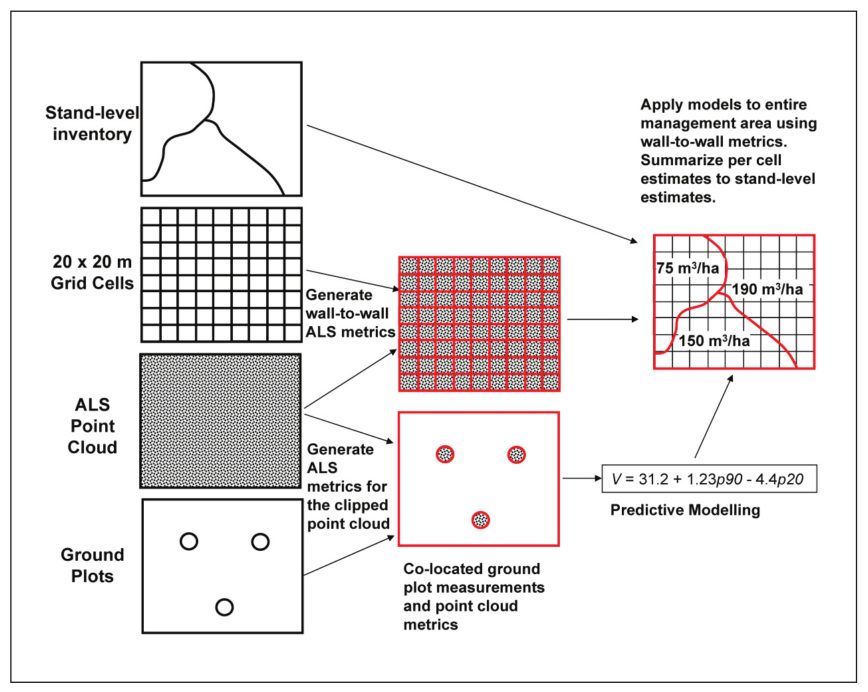 Stand-level
inventory
20 x 20 m
Grid Cells
ALS
Point
Cloud
Ground
Plots
Generate
wall-to-wall
ALS metrics
Generate
ALS
metrics for
the clipped
point cloud
Co-located ground
plot measurements
and point cloud
metrics
Apply models to entire
management area using
wall-to-wall metrics.
Summarize per cell
estimates to stand-level
estimates.
75 m³/ha
190 m³/ha
150 m³/ha
V = 31.2 + 1.23p90 - 4.4p20
Predictive Modelling